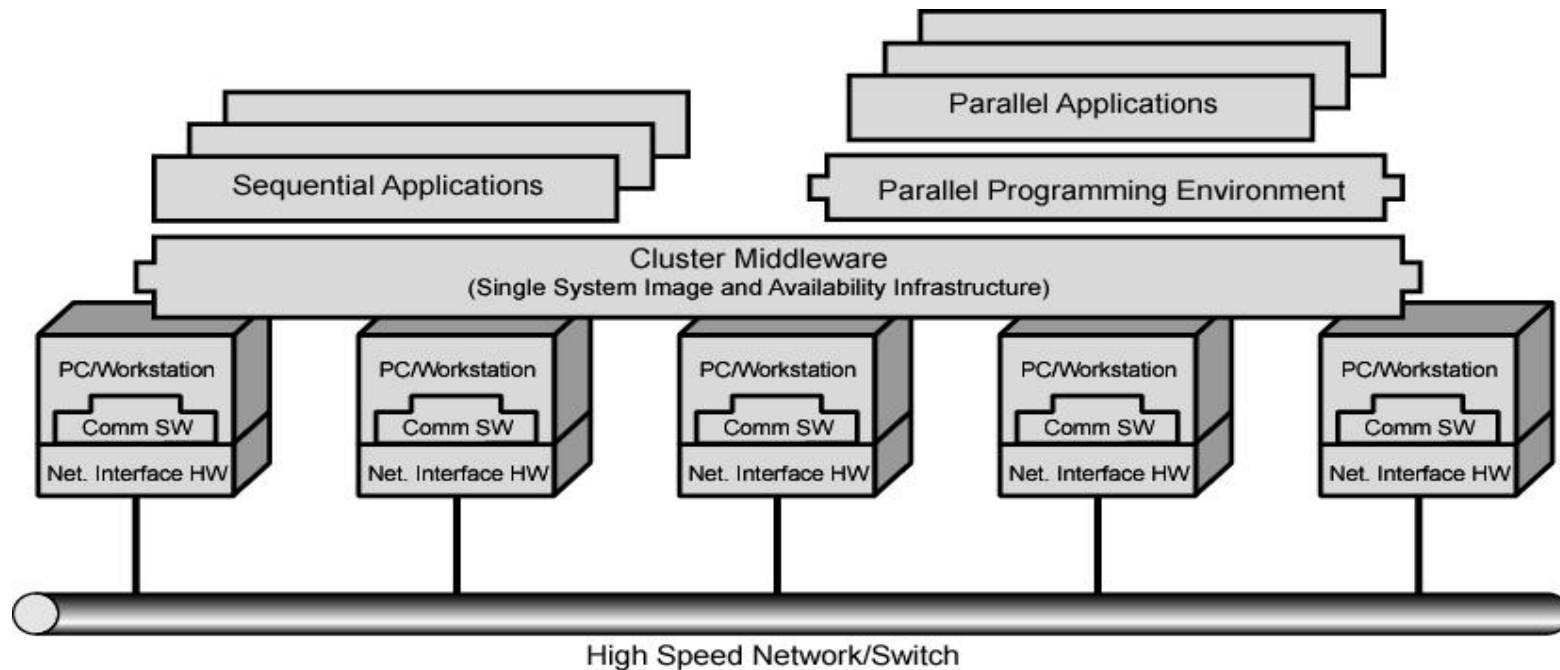 Parallel Applications
Sequential Applications
Parallel Programming Environment
Cluster Middleware
(Single System Image and Availability Infrastructure)
PC/Workstation
Comm SW
Net. Interface HW
PC/Workstation
Comm SW
Net. Interface HW
PC/Workstation
Comm SW
Net. Interface HW
PC/Workstation
Comm SW
Net. Interface HW
PC/Workstation
Comm SW
Net. Interface HW
High Speed Network/Switch